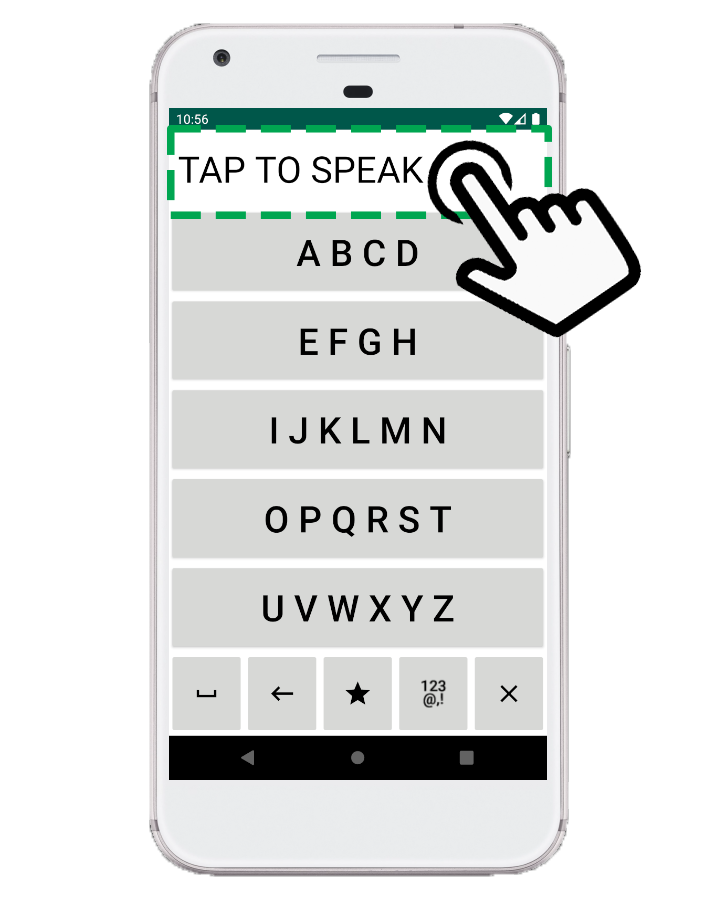 10:56
TAP TO SPEAK
A B C D
E F G H
I J K L M N
O P Q R S T
U V W X Y Z
123
@,!